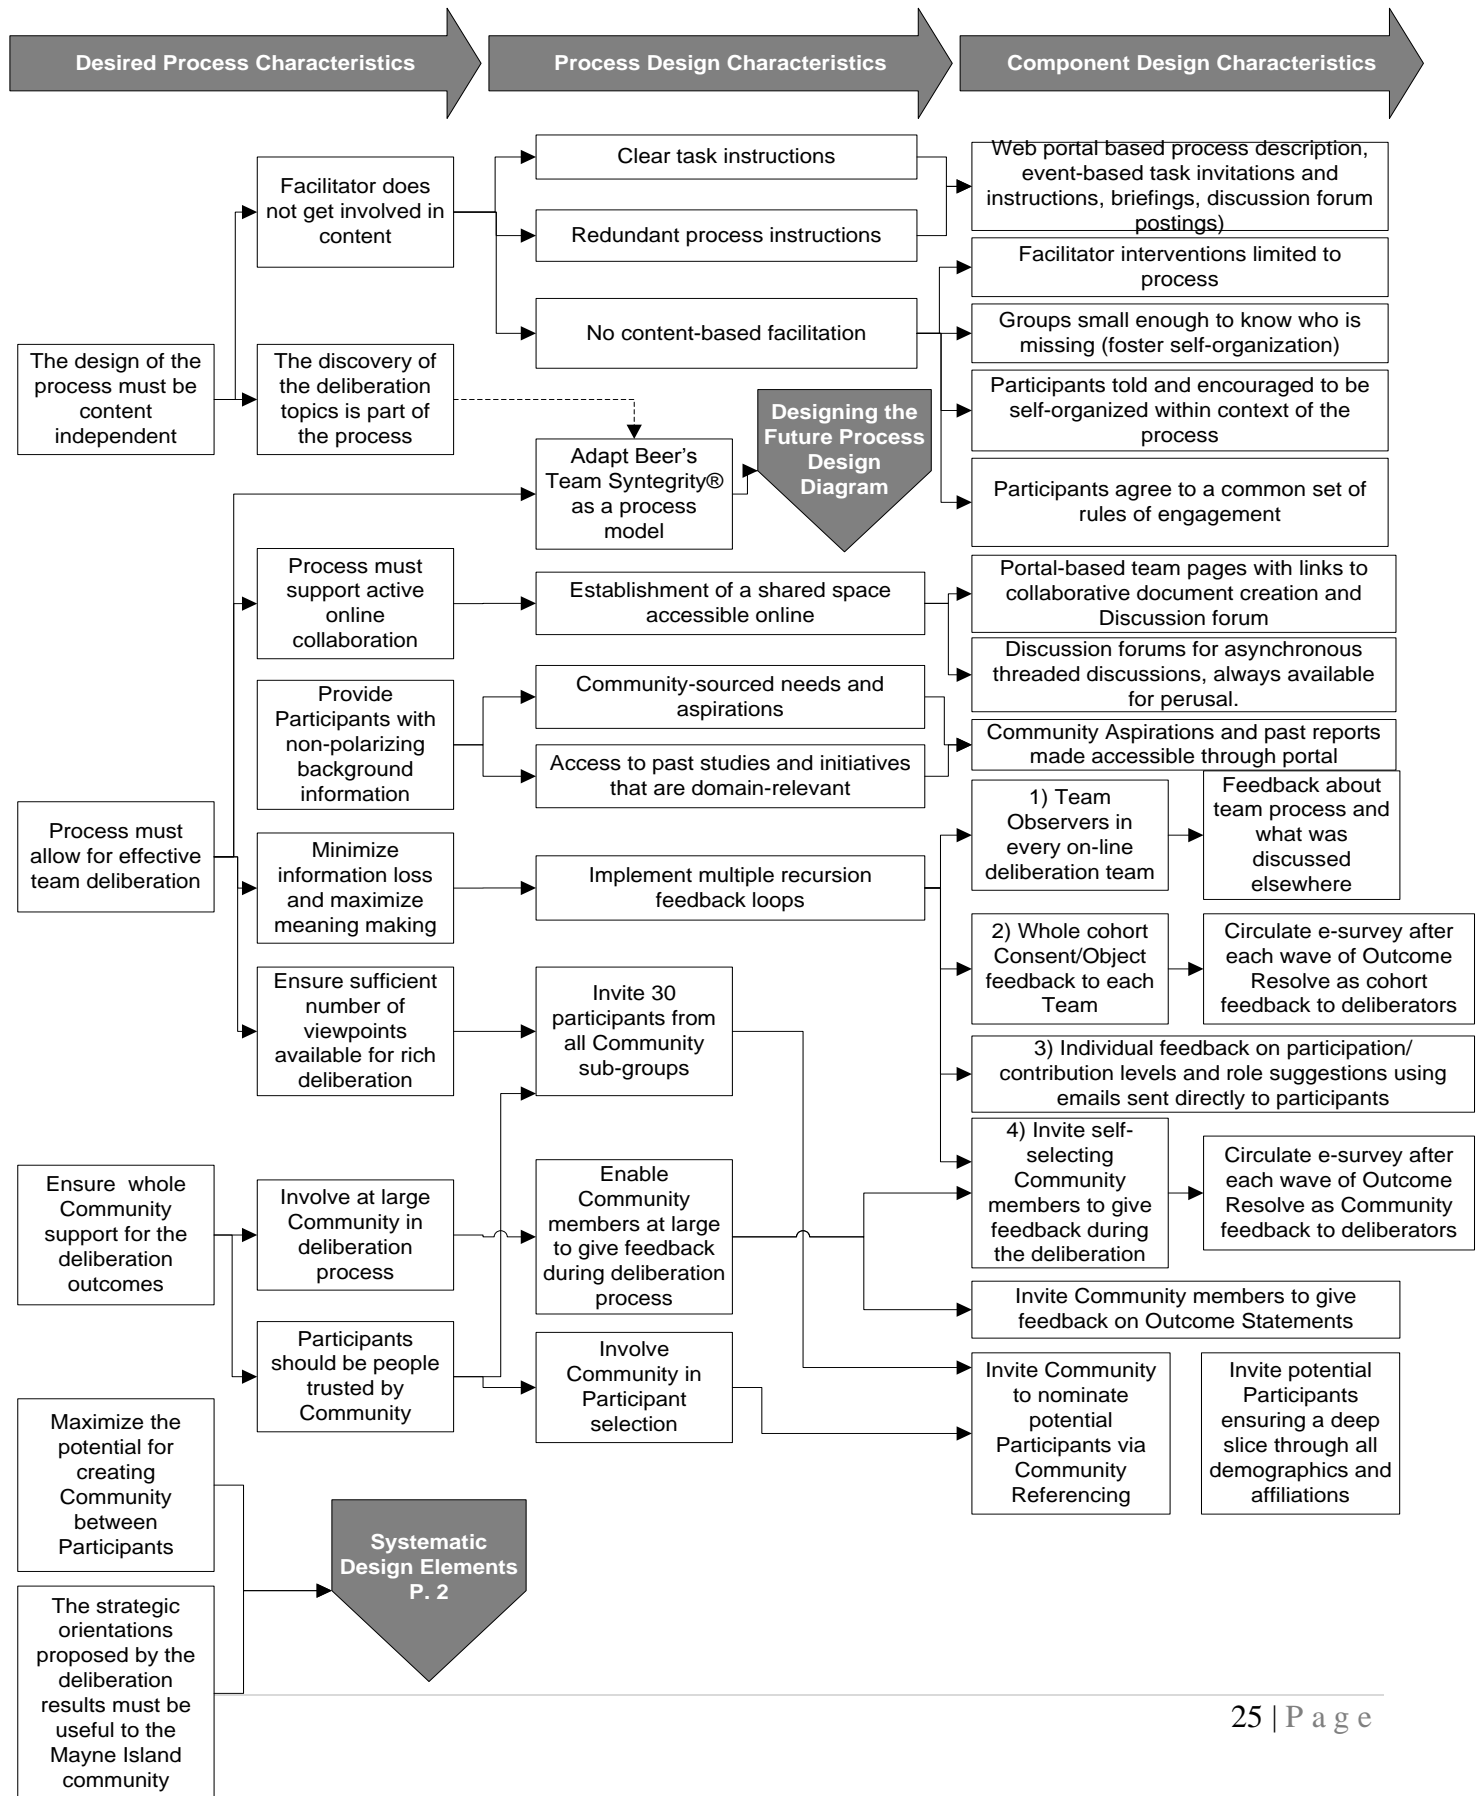 Desired Process Characteristics
Process Design Characteristics
Component Design Characteristics
Facilitator does
not get involved in
content
Clear task instructions
Redundant process instructions
No content-based facilitation
Web portal based process description,
event-based task invitations and
instructions, briefings, discussion forum
postings)
Facilitator interventions limited to
process
Groups small enough to know who is
missing (foster self-organization)
Participants told and encouraged to be
self-organized within context of the
process
Participants agree to a common set of
rules of engagement
The design of the
process must be
content
independent
The discovery of
the deliberation
topics is part of
the process
Adapt Beer's
Team Syntegrity®
as a process
model
Designing the
Future Process
Design
Diagram
Process must
support active
online
collaboration
Establishment of a shared space
accessible online
Portal-based team pages with links to
collaborative document creation and
Discussion forum
Discussion forums for asynchronous
threaded discussions, always available
for perusal.
Provide
Participants with
non-polarizing
background
information
Community-sourced needs and
aspirations
Access to past studies and initiatives
that are domain-relevant
Community Aspirations and past reports
made accessible through portal
Process must
allow for effective
team deliberation
Minimize
information loss
and maximize
meaning making
Implement multiple recursion
feedback loops
1) Team
Observers in
every on-line
deliberation team
Feedback about
team process and
what was
discussed
elsewhere
2) Whole cohort
Consent/Object
feedback to each
Team
Circulate e-survey after
each wave of Outcome
Resolve as cohort
feedback to deliberators
3) Individual feedback on participation/
contribution levels and role suggestions using
emails sent directly to participants
4) Invite self-
selecting
Community
members to give
feedback during
the deliberation
Circulate e-survey after
each wave of Outcome
Resolve as Community
feedback to deliberators
Ensure sufficient
number of
viewpoints
available for rich
deliberation
Invite 30
participants from
all Community
sub-groups
Ensure whole
Community
support for the
deliberation
outcomes
Involve at large
Community in
deliberation
process
Enable
Community
members at large
to give feedback
during deliberation
process
Invite Community members to give
feedback on Outcome Statements
Participants
should be people
trusted by
Community
Involve
Community in
Participant
selection
Invite Community
to nominate
potential
Participants via
Community
Referencing
Invite potential
Participants
ensuring a deep
slice through all
demographics and
affiliations
Maximize the
potential for
creating
Community
between
Participants
Systematic
Design Elements
P. 2
The strategic
orientations
proposed by the
deliberation
results must be
useful to the
Mayne Island
community
25 | P a g e